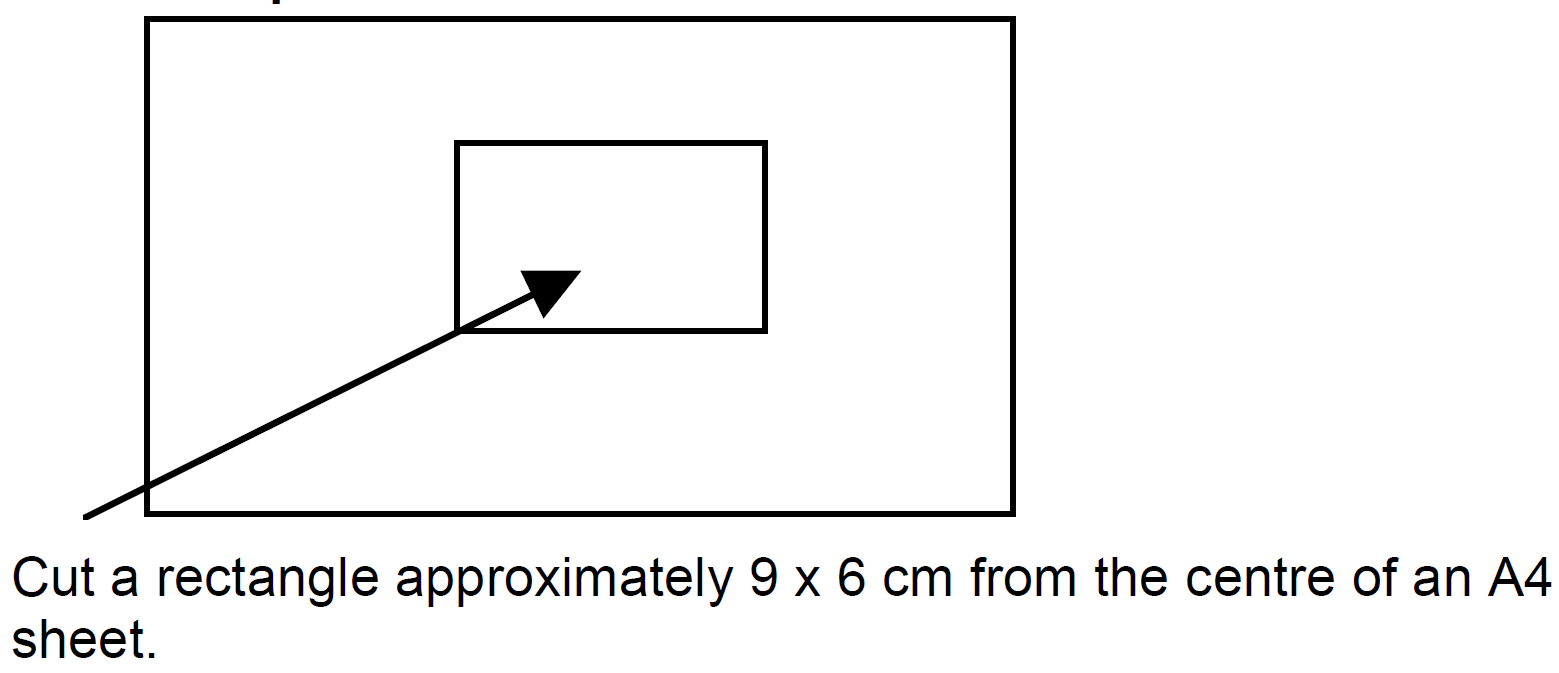 Cut a rectangle approximately 9 x 6 cm from the centre of an A4
sheet.